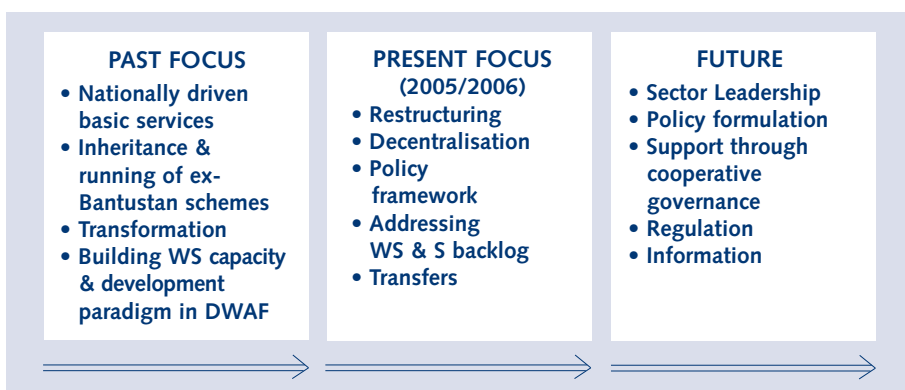 PAST FOCUS
• Nationally driven
basic services
• Inheritance &
running of ex-
Bantustan schemes
• Transformation
• Building WS capacity
& development
paradigm in DWAF
PRESENT FOCUS
(2005/2006)
• Restructuring
• Decentralisation
• Policy
framework
• Addressing
WS & S backlog
• Transfers
FUTURE
• Sector Leadership
• Policy formulation
• Support through
cooperative
governance
• Regulation
• Information